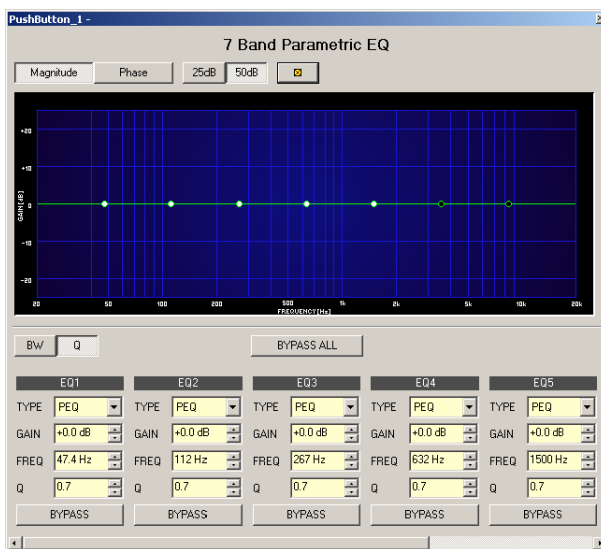 PushButton_1 -
7 Band Parametric EQ
Magnitude Phase 25dB 50dB
+20
+10
0
-10
-20
GAIN[dB]
20 50 100 200 500 1k 2k 5k 10k 20k
FREQUENCY[Hz]
BW Q BYPASS ALL
EQ1 EQ2 EQ3 EQ4 EQ5
TYPE PEQ TYPE PEQ TYPE PEQ TYPE PEQ TYPE PEQ
GAIN +0.0 dB GAIN +0.0 dB GAIN +0.0 dB GAIN +0.0 dB GAIN +0.0 dB
FREQ 47.4 Hz FREQ 112 Hz FREQ 267 Hz FREQ 632 Hz FREQ 1500 Hz
Q 0.7 Q 0.7 Q 0.7 Q 0.7 Q 0.7
BYPASS BYPASS BYPASS BYPASS BYPASS